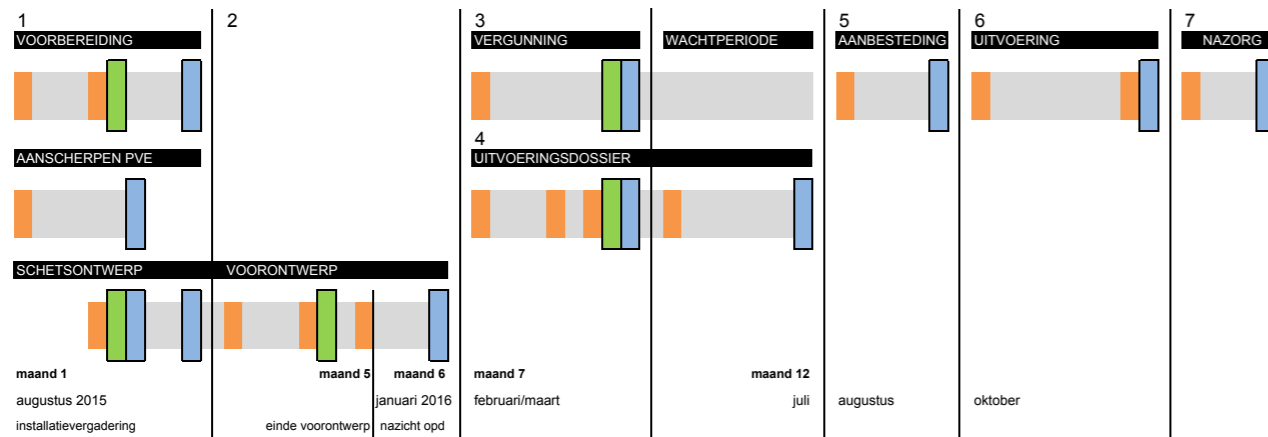 1 2 3 5 6 7
VOORBEREIDING VERGUNNING WACHTPERIODE AANBESTEDING UITVOERING NAZORG
4
AANSCHERPEN PVE UITVOERINGSDOSSIER
SCHETSONTWERP VOORONTWERP
maand 1 maand 5 maand 6 maand 7 maand 12
augustus 2015 januari 2016 februari/maart juli augustus oktober
installatievergadering einde voorontwerp nazicht opd